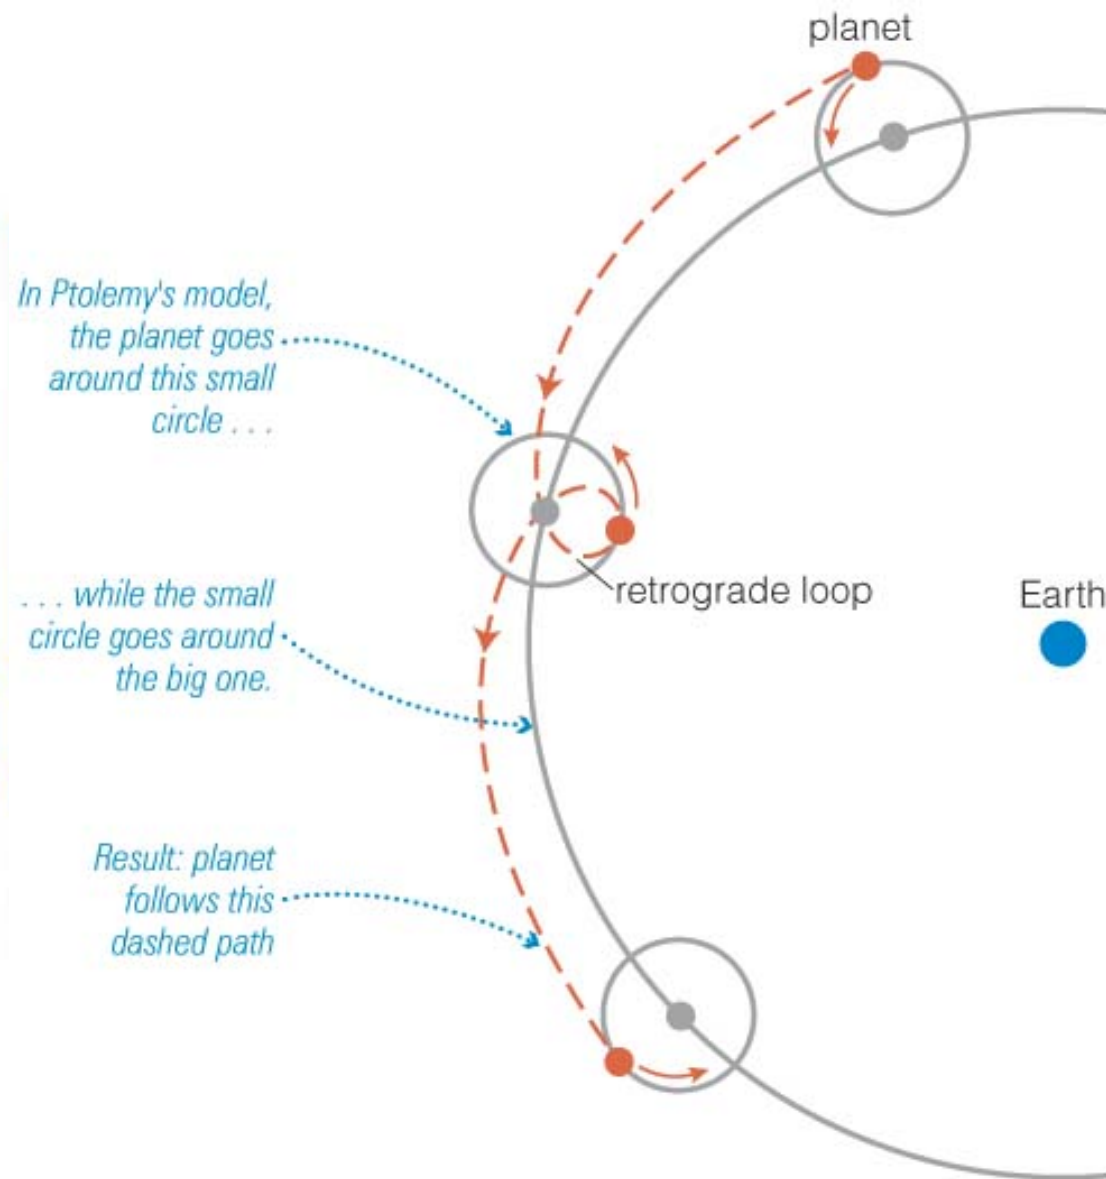 planet
In Ptolemy's model,
the planet goes
around this small
circle . . .
retrograde loop
Earth
. . . while the small
circle goes around
the big one.
Result: planet
follows this
dashed path